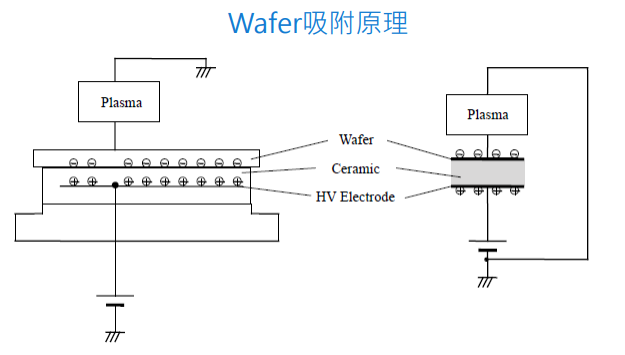 Wafer吸附原理
Plasma
Plasma
Wafer
Ceramic
HV Electrode